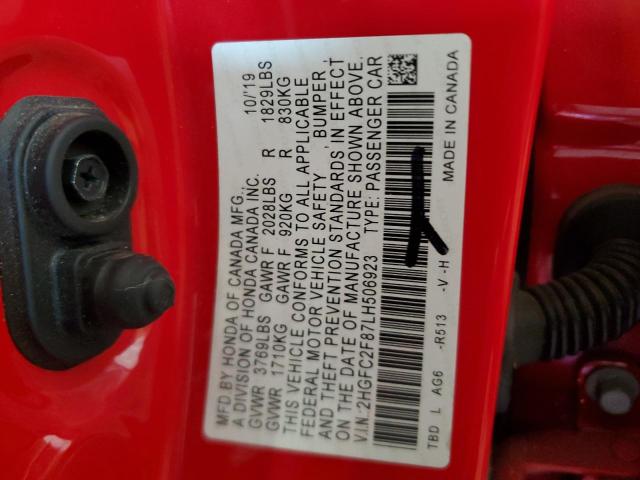 MFD BY HONDA OF CANADA MFG., 10/'19
A DIVISION OF HONDA CANADA INC.
GVWR 3769LBS GAWR F 2028LBS R 1829LBS
GVWR 1710KG GAWR F 920KG R 830KG
THIS VEHICLE CONFORMS TO ALL APPLICABLE
FEDERAL MOTOR VEHICLE SAFETY , BUMPER ,
AND THEFT PREVENTION STANDARDS IN EFFECT
ON THE DATE OF MANUFACTURE SHOWN ABOVE.
V.I.N: 2HGFC2F87LH506923 TYPE: PASSENGER CAR
TBD L AG6 -R513 -V -H MADE IN CANADA